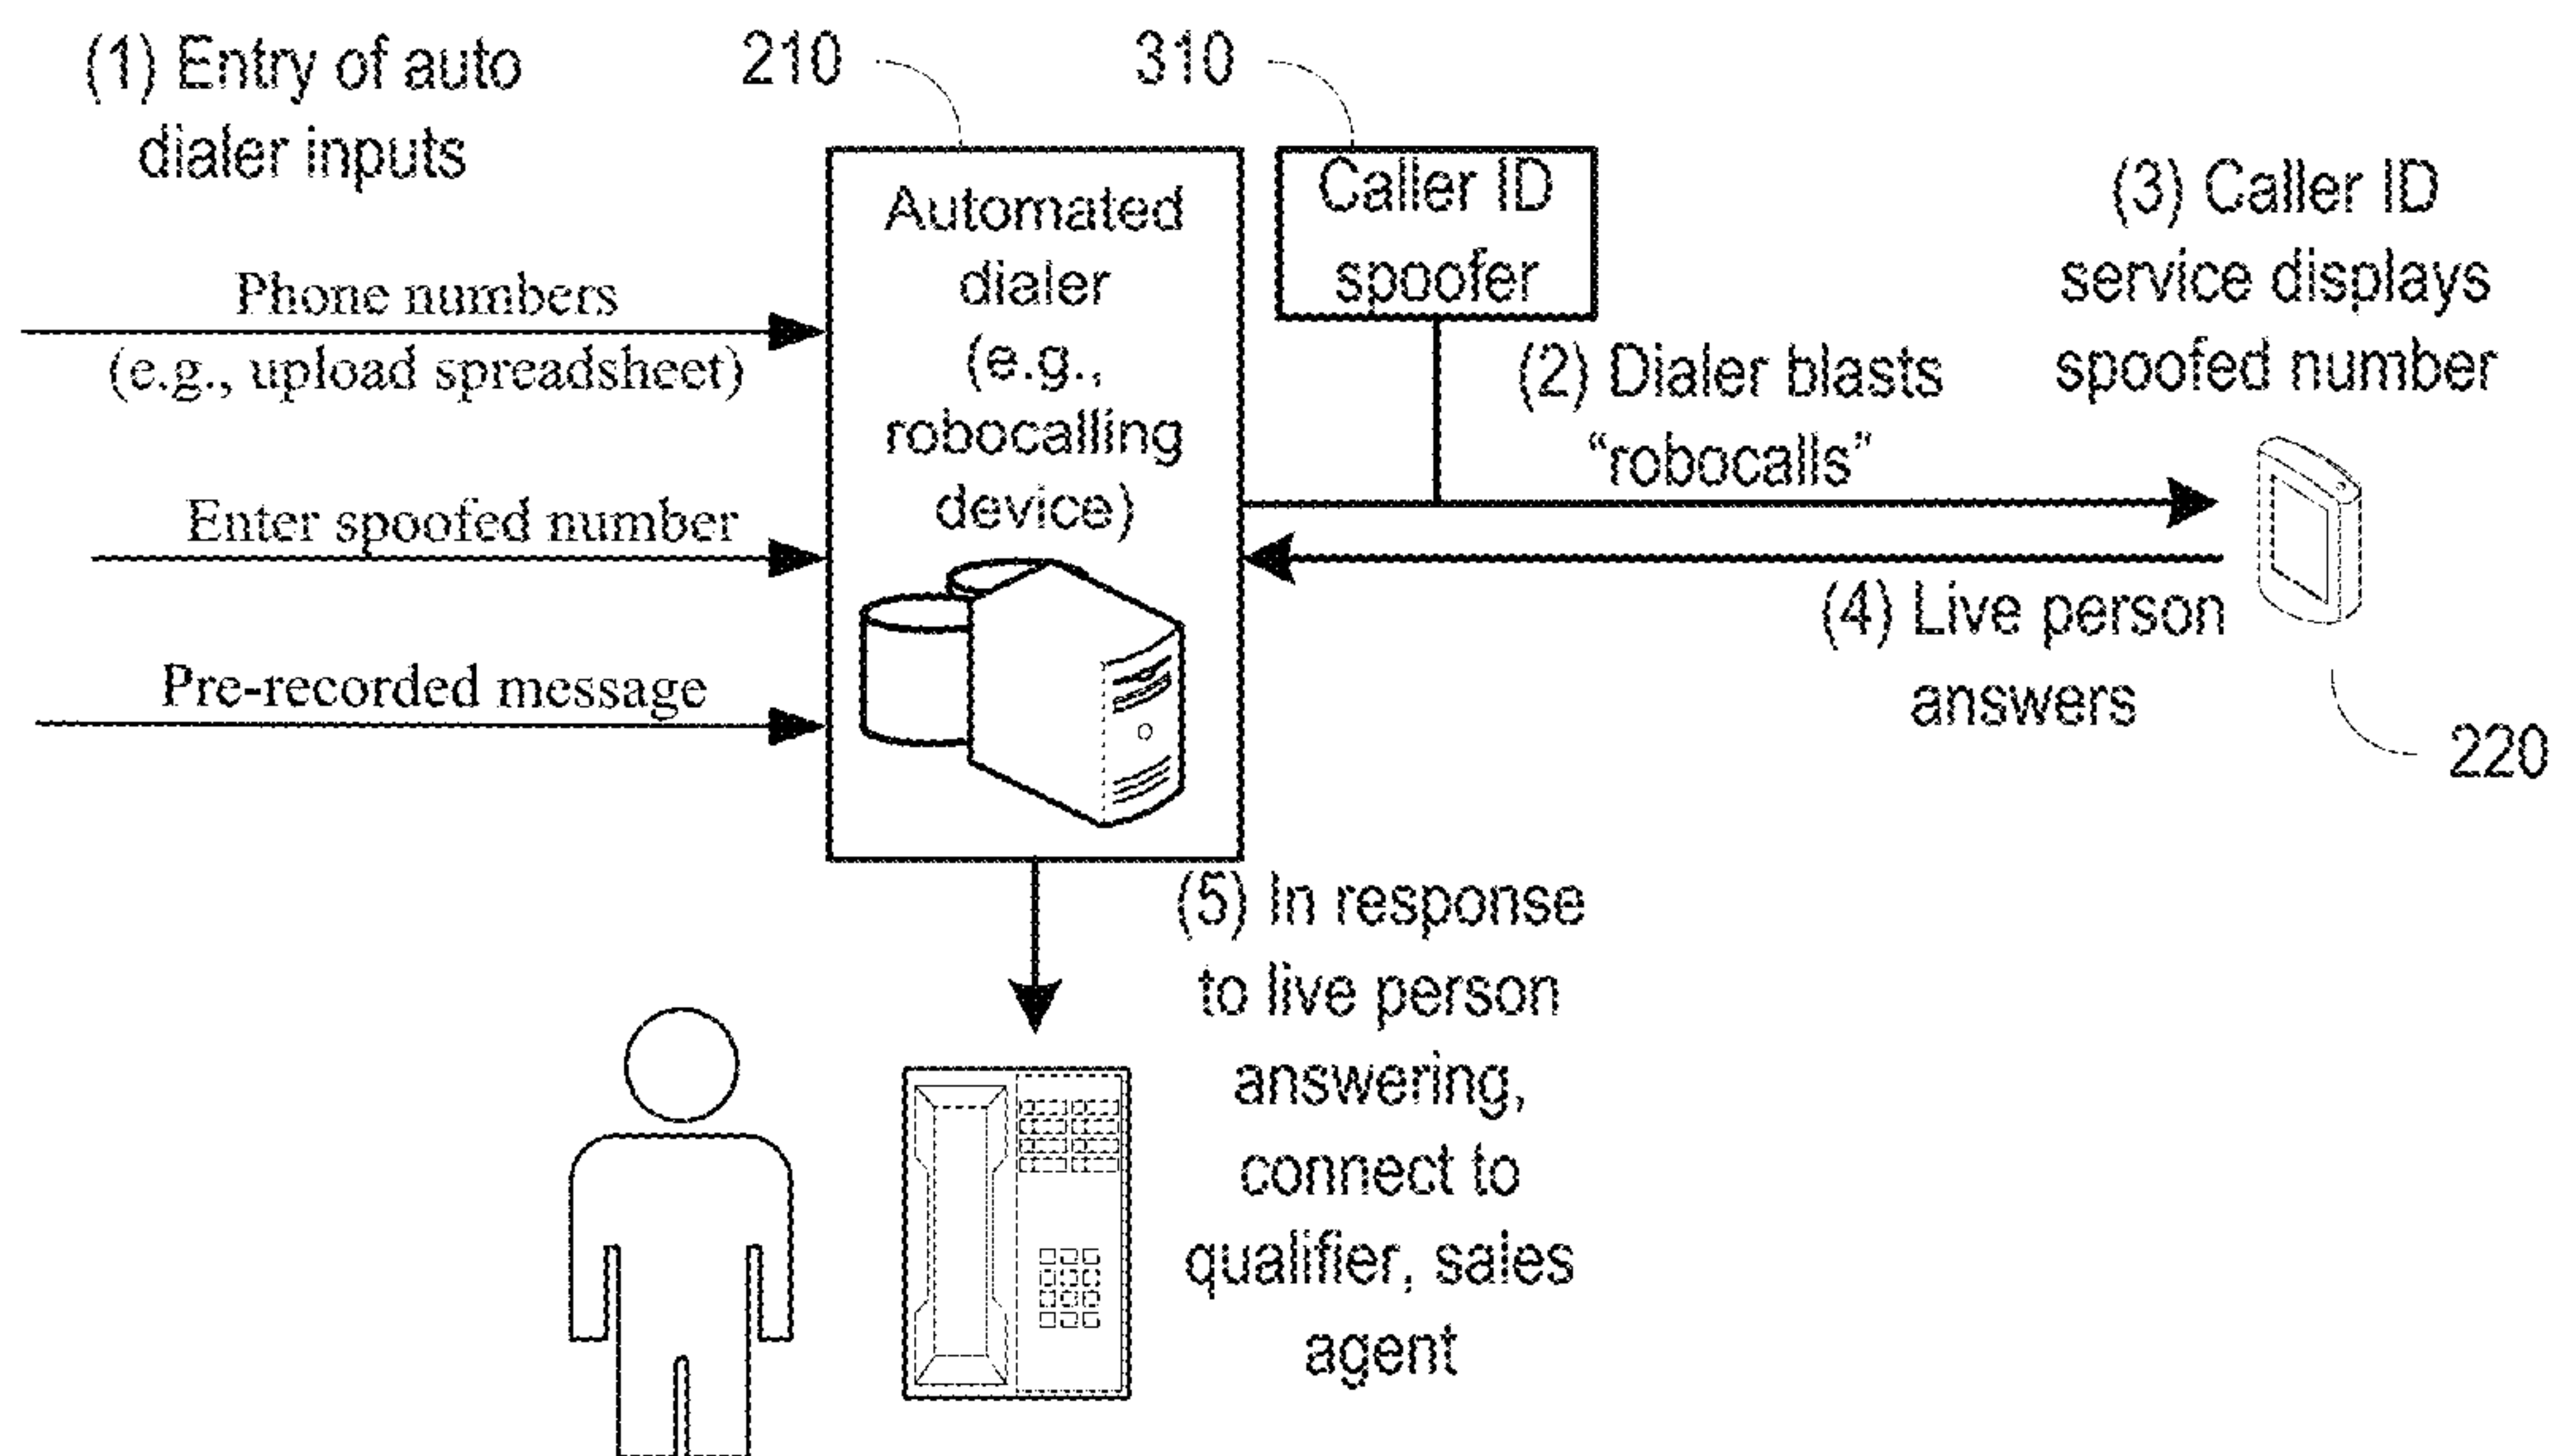 (1) Entry of auto
dialer inputs
210
310
Phone numbers
(e.g., upload spreadsheet)
Enter spoofed number
Pre-recorded message
Automated
dialer
(e.g.,
robocalling
device)
Caller ID
spoofer
(2) Dialer blasts
“robocalls”
(3) Caller ID
service displays
spoofed number
(4) Live person
answers
220
(5) In response
to live person
answering,
connect to
qualifier, sales
agent